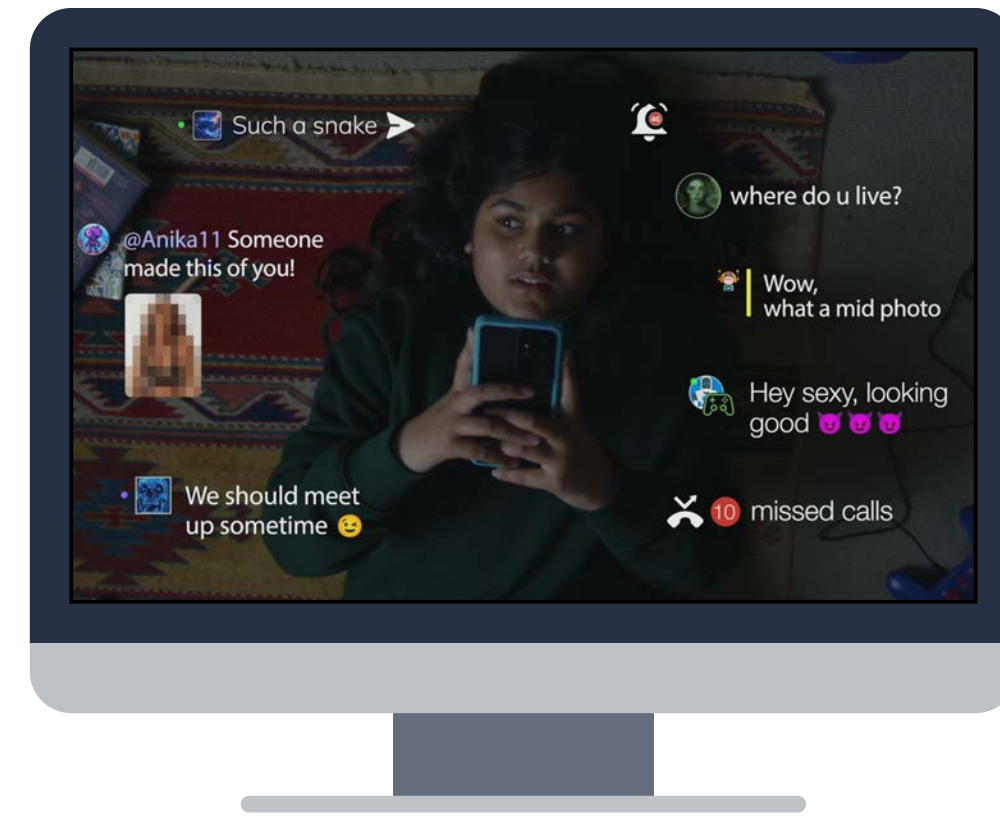 Such a snake
where do u live?
@Anika11 Someone
made this of you!
Wow,
what a mid photo
Hey sexy, looking
good 😈😈😈
We should meet
up sometime 😉
10 missed calls